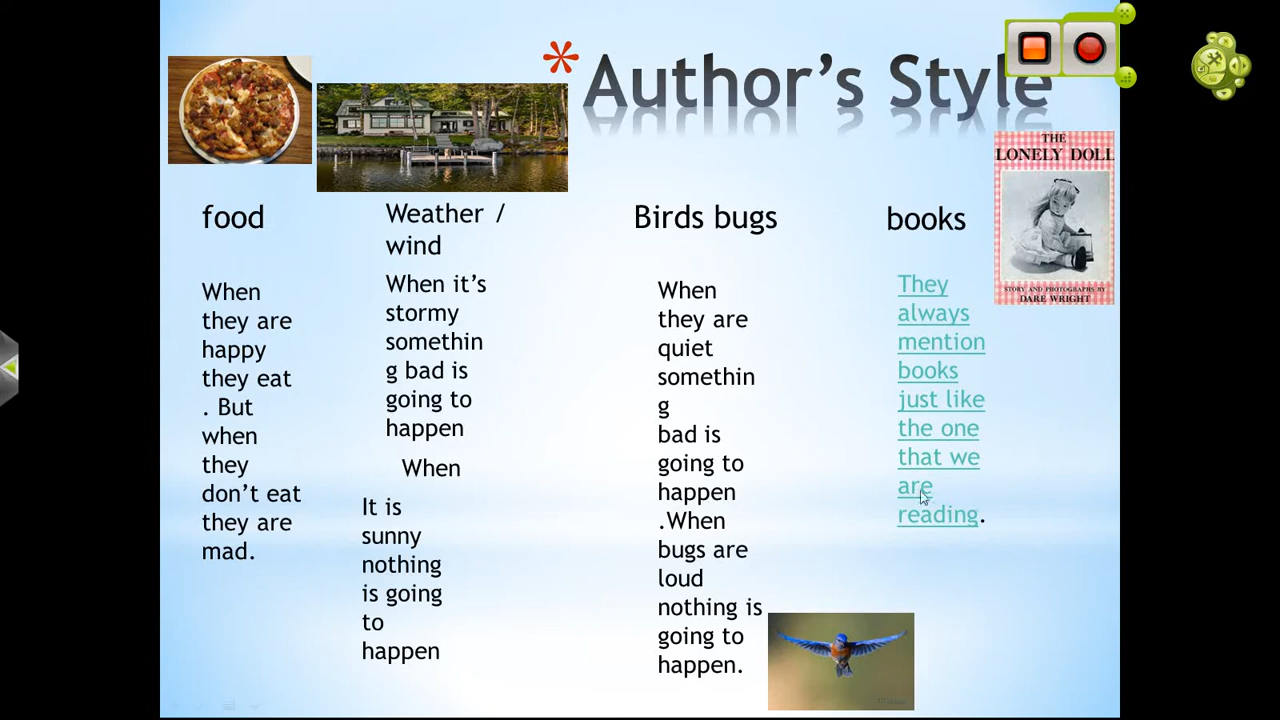 * Author's Style
THE
LONELY DOLL
STORY AND PHOTOGRAPHS BY
DARE WRIGHT
food
When
they are
happy
they eat
. But
when
they
don't eat
they are
mad.
Weather /
wind
When it's
stormy
somethin
g bad is
going to
happen
When
It is
sunny
nothing
is going
to
happen
Birds bugs
When
they are
quiet
somethin
g
bad is
going to
happen
.When
bugs are
loud
nothing is
going to
happen.
books
They
always
mention
books
just like
the one
that we
are
reading.